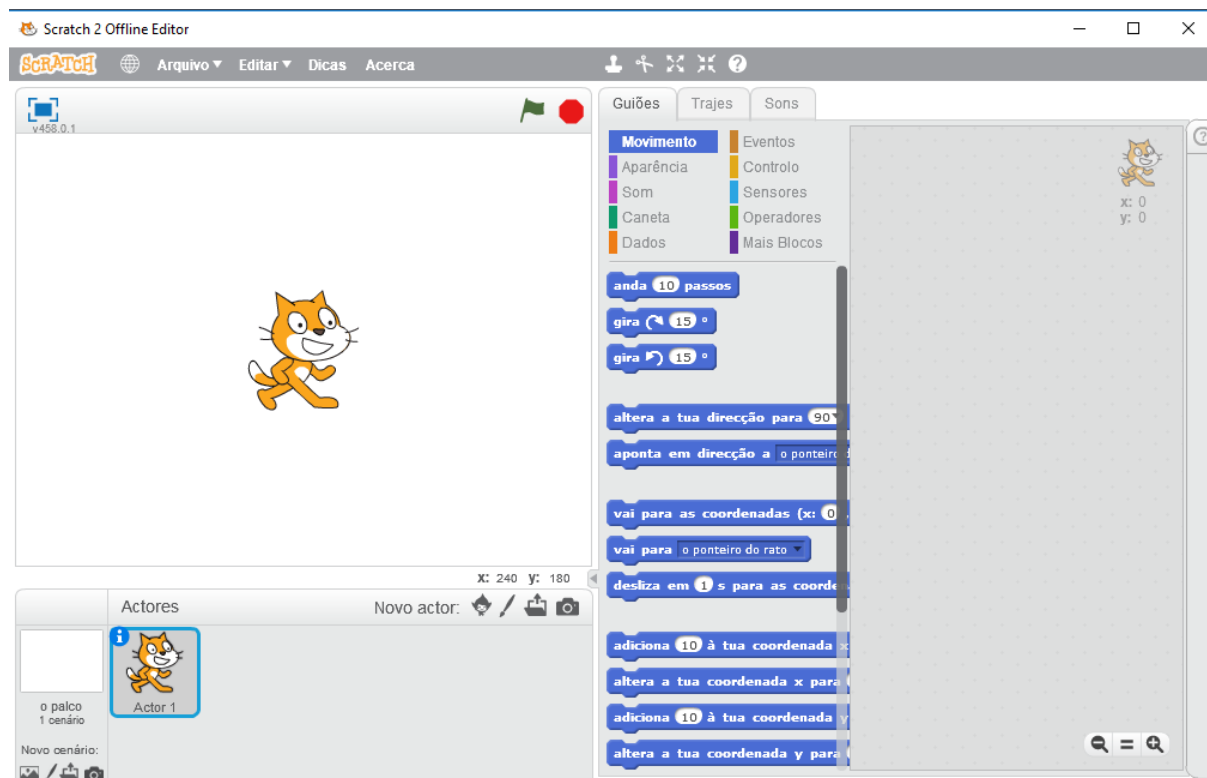 Scratch 2 Offline Editor
SCRATCH Arquivo Editar Dicas Acerca
v458.0.1
Guiões Trajes Sons
Movimento Eventos
Aparência Controlo
Som Sensores
Caneta Operadores
Dados Mais Blocos
x: 0
y: 0
anda 10 passos
gira 15 º
gira 15 º
altera a tua direcção para 90
aponta em direcção a o ponteiro
vai para as coordenadas (x: 0
vai para o ponteiro do rato
desliza em 1 s para as coorde
adiciona 10 à tua coordenada x
altera a tua coordenada x para
adiciona 10 à tua coordenada y
altera a tua coordenada y para
x: 240 y: 180
Actores Novo actor:
o palco
1 cenário
Actor 1
Novo cenário: